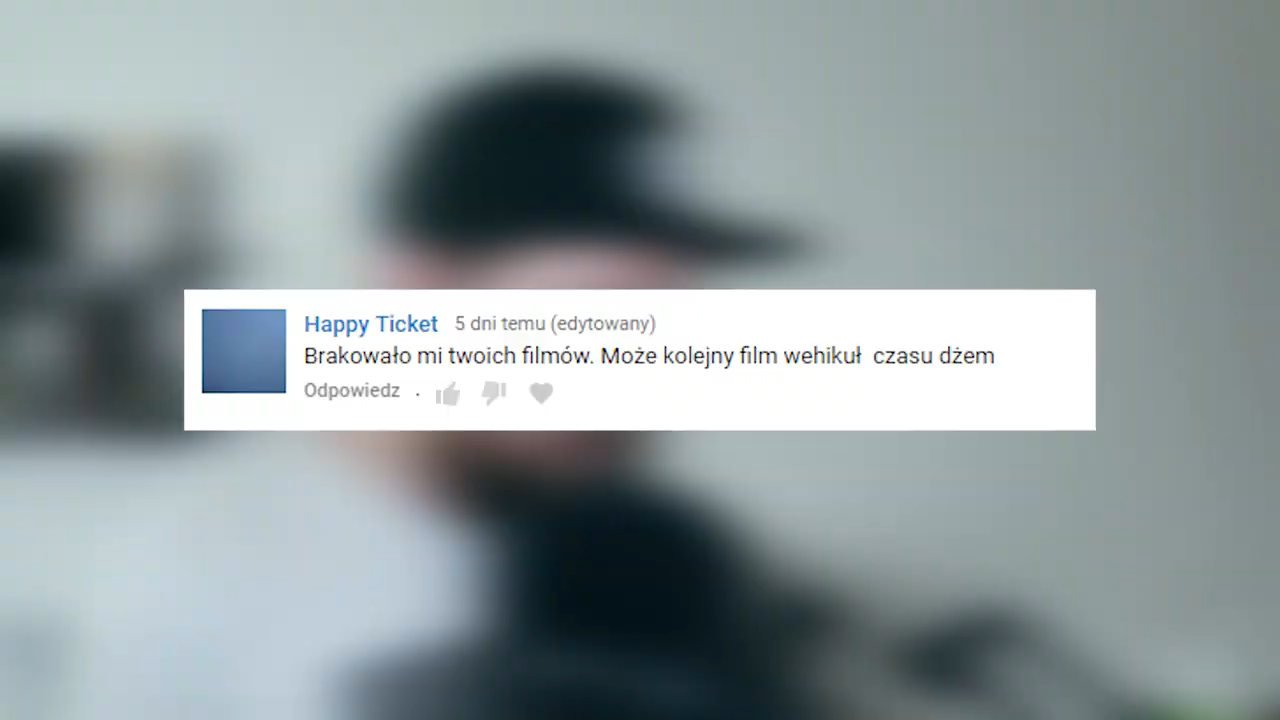 Happy Ticket 5 dni temu (edytowany)
Brakowało mi twoich filmów. Może kolejny film wehikuł  czasu dżem
Odpowiedz .